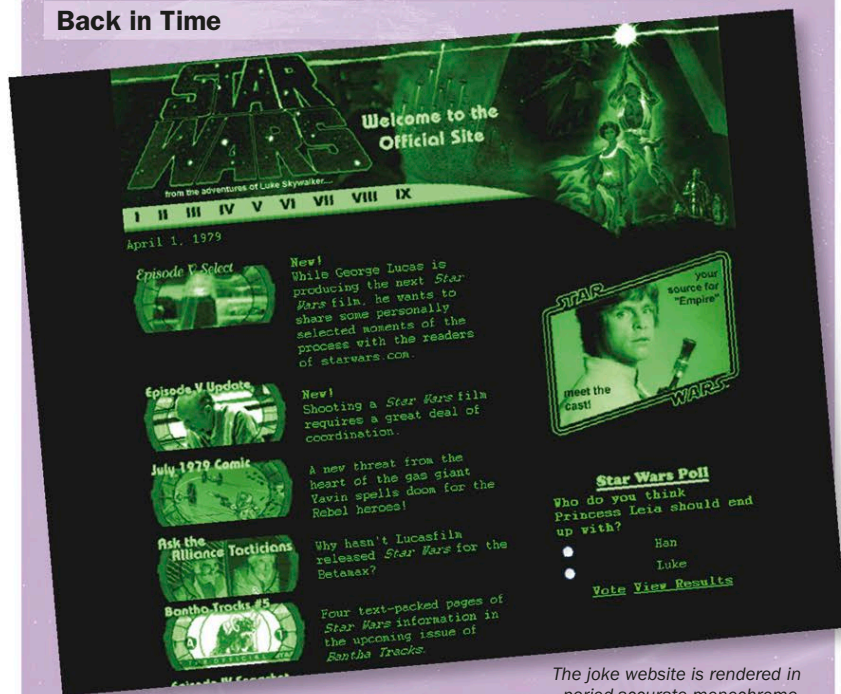 Back in Time
STAR
WARS
from the adventures of Luke Skywalker....
Welcome to the
Official Site
I II III IV V VI VII VIII IX
April 1, 1979
Episode V Select
New!
While George Lucas is
producing the next Star
Wars film, he wants to
share some personally
selected moments of the
process with the readers
of starwars.com.
Episode V Update
New!
Shooting a Star Wars film
requires a great deal of
coordination.
July 1979 Comic
A new threat from the
heart of the gas giant
Yavin spells doom for the
Rebel heroes!
Ask the
Alliance Tacticians
Why hasn't Lucasfilm
released Star Wars for the
Betamax?
Bantha Tracks #5
Four text-packed pages of
Star Wars information in
the upcoming issue of
Bantha Tracks.
STAR
your
source for
"Empire"
meet the
cast!
WARS
Star Wars Poll
Who do you think
Princess Leia should end
up with?
Han
Luke
Vote View Results
The joke website is rendered in
period-accurate monochrome